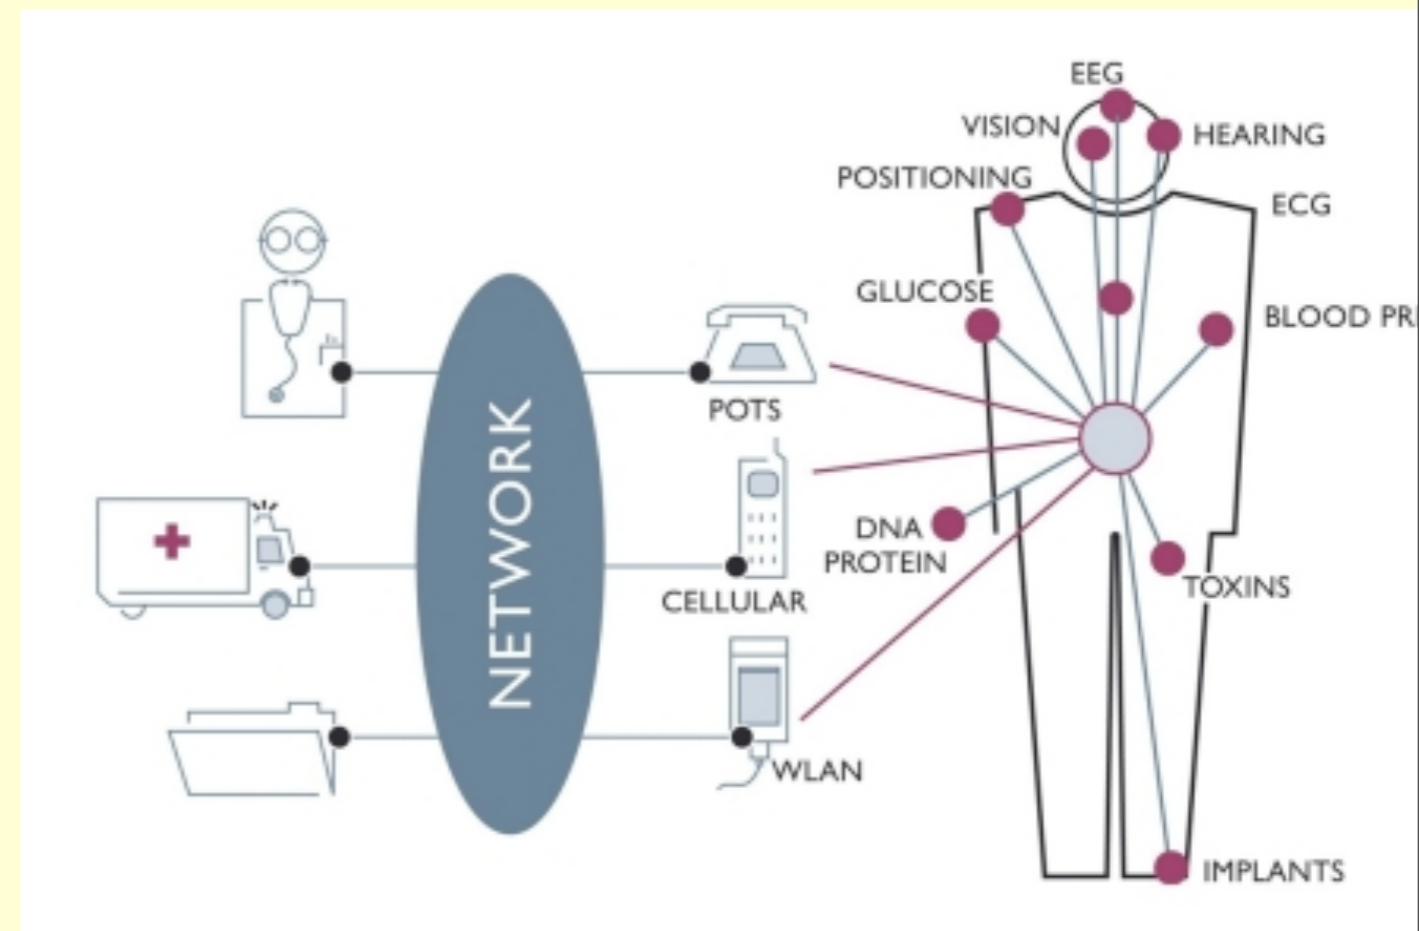 EEG
VISION
HEARING
POSITIONING
ECG
GLUCOSE
BLOOD PR
POTS
NETWORK
DNA
PROTEIN
CELLULAR
TOXINS
WLAN
IMPLANTS